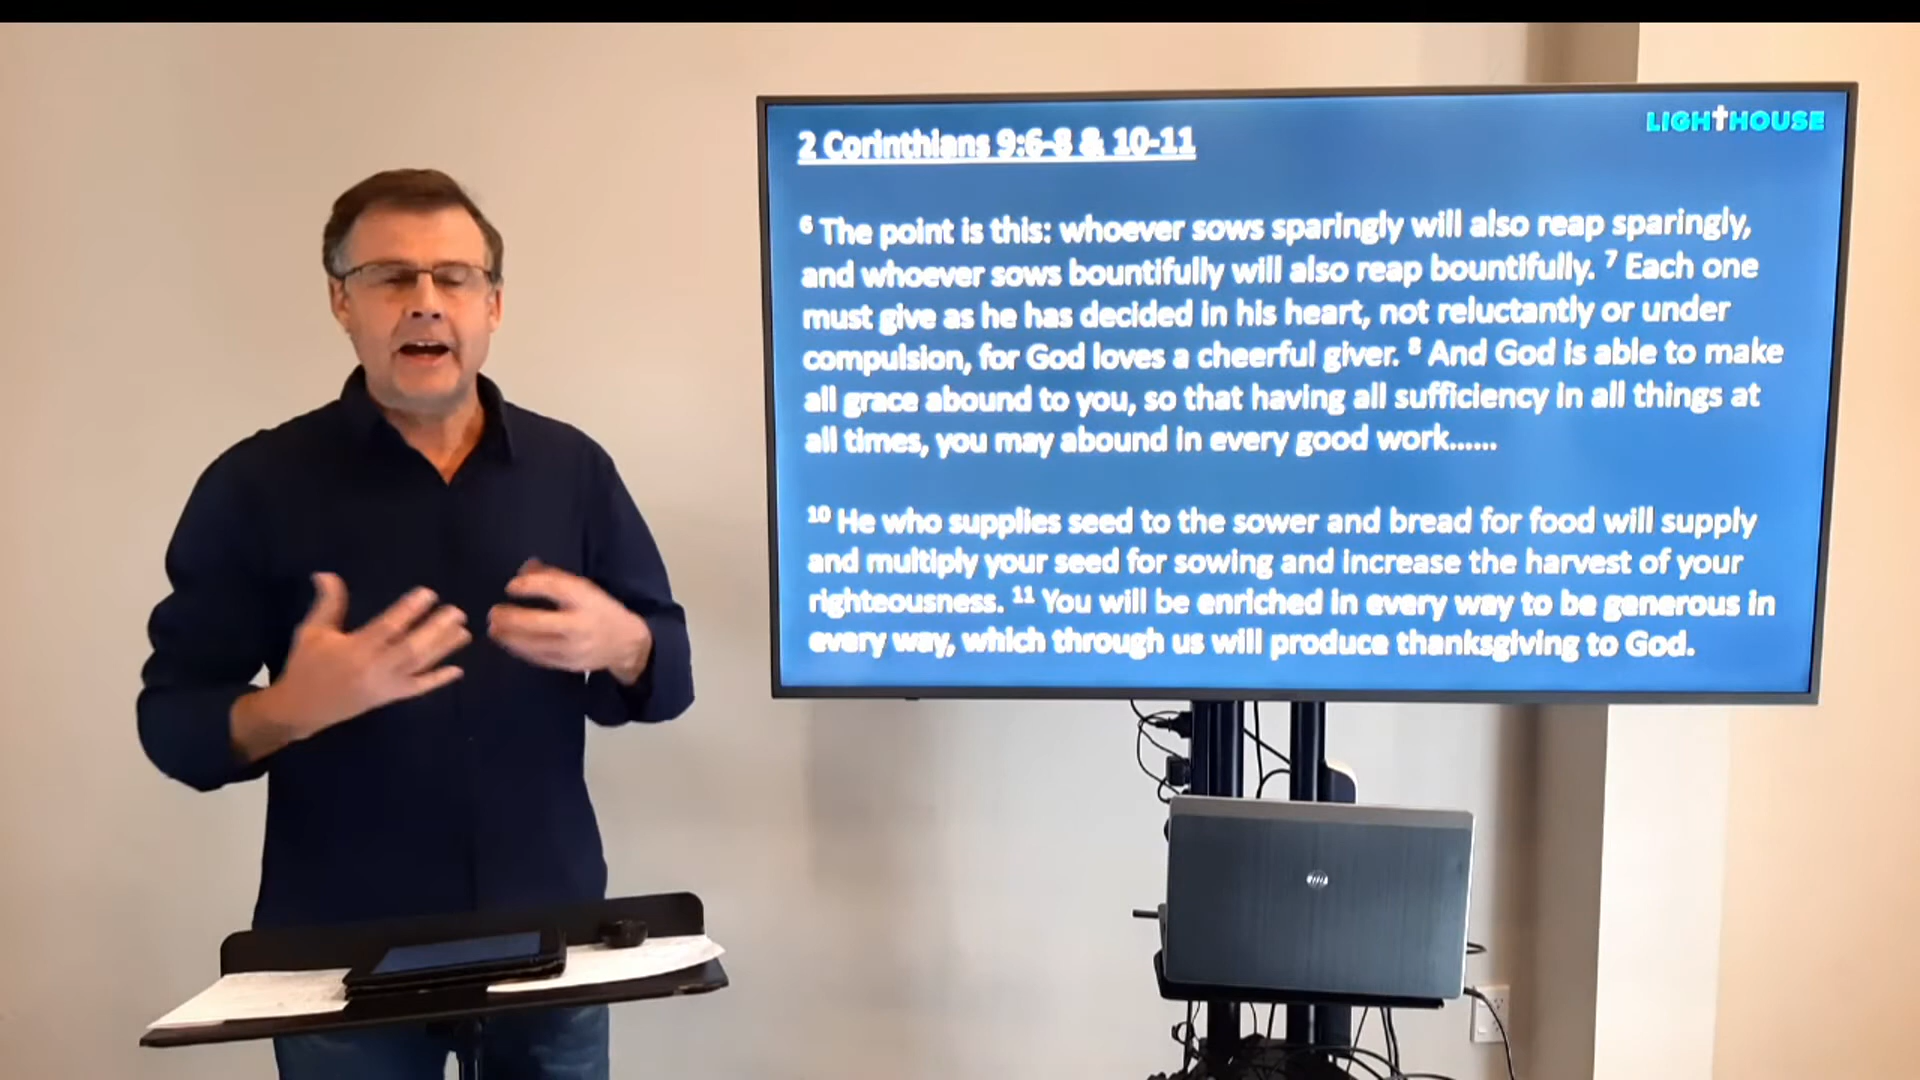 LIGHTHOUSE
2 Corinthians 9:6-8 & 10-11
6 The point is this: whoever sows sparingly will also reap sparingly,
and whoever sows bountifully will also reap bountifully. 7 Each one
must give as he has decided in his heart, not reluctantly or under
compulsion, for God loves a cheerful giver. 8 And God is able to make
all grace abound to you, so that having all sufficiency in all things at
all times, you may abound in every good work......
10 He who supplies seed to the sower and bread for food will supply
and multiply your seed for sowing and increase the harvest of your
righteousness. 11 You will be enriched in every way to be generous in
every way, which through us will produce thanksgiving to God.
hp